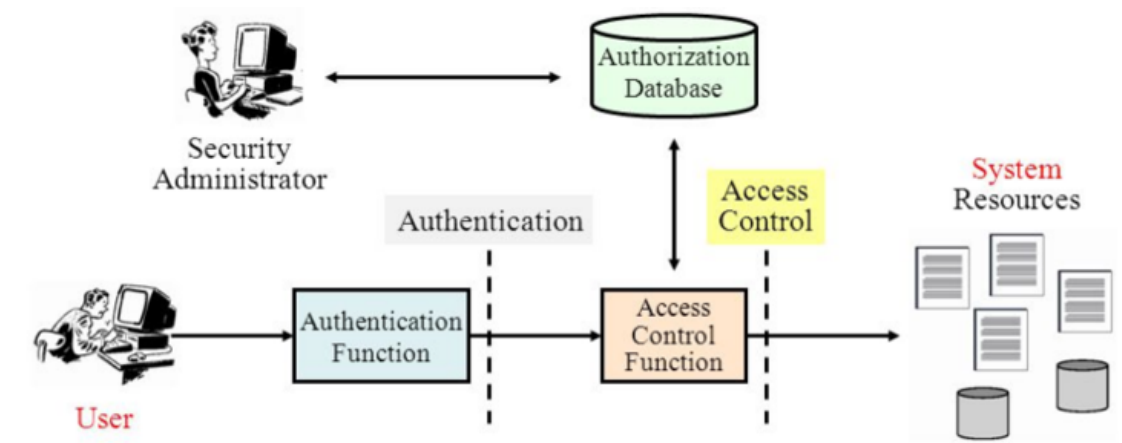 Authorization
Database
Security
Administrator
System
Resources
Authentication
Access
Control
Authentication
Function
Access
Control
Function
User